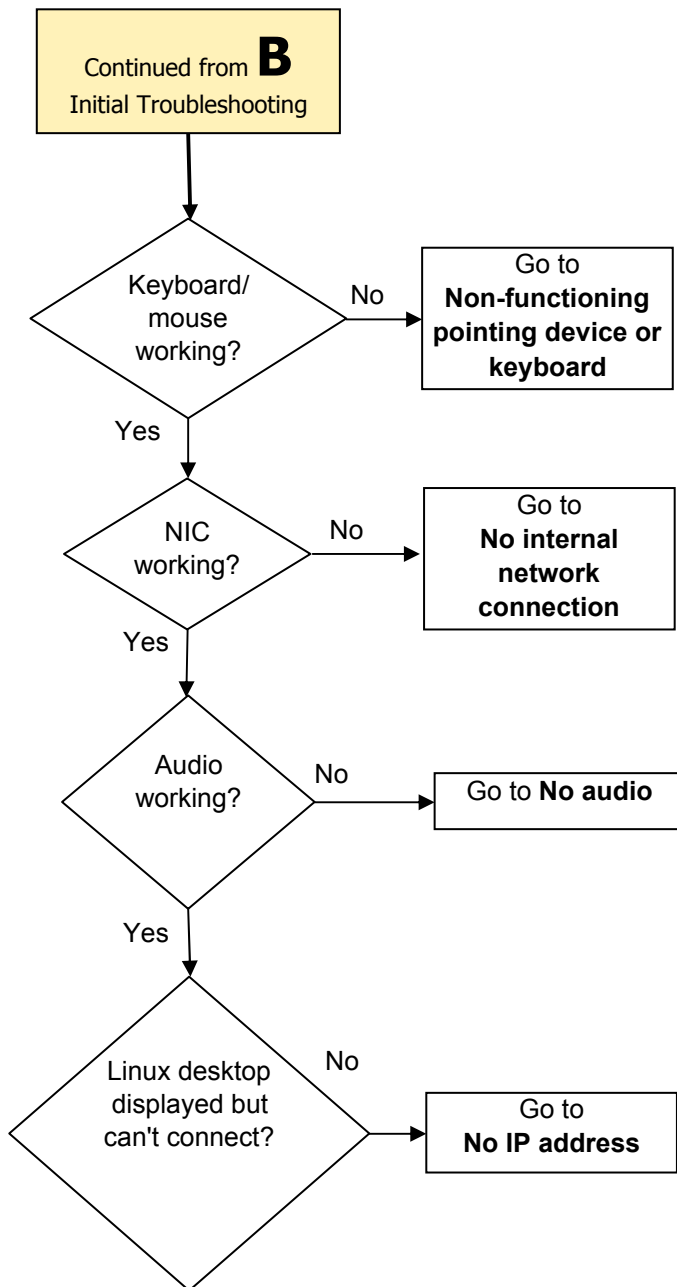 Continued from B
Initial Troubleshooting
Keyboard/
mouse
working?
No
Go to
Non-functioning
pointing device or
keyboard
Yes
NIC
working?
No
Go to
No internal
network
connection
Yes
Audio
working?
No
Go to No audio
Yes
Linux desktop
displayed but
can't connect?
No
Go to
No IP address